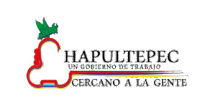 CHAPULTEPEC
UN GOBIERNO DE TRABAJO
CERCANO A LA GENTE